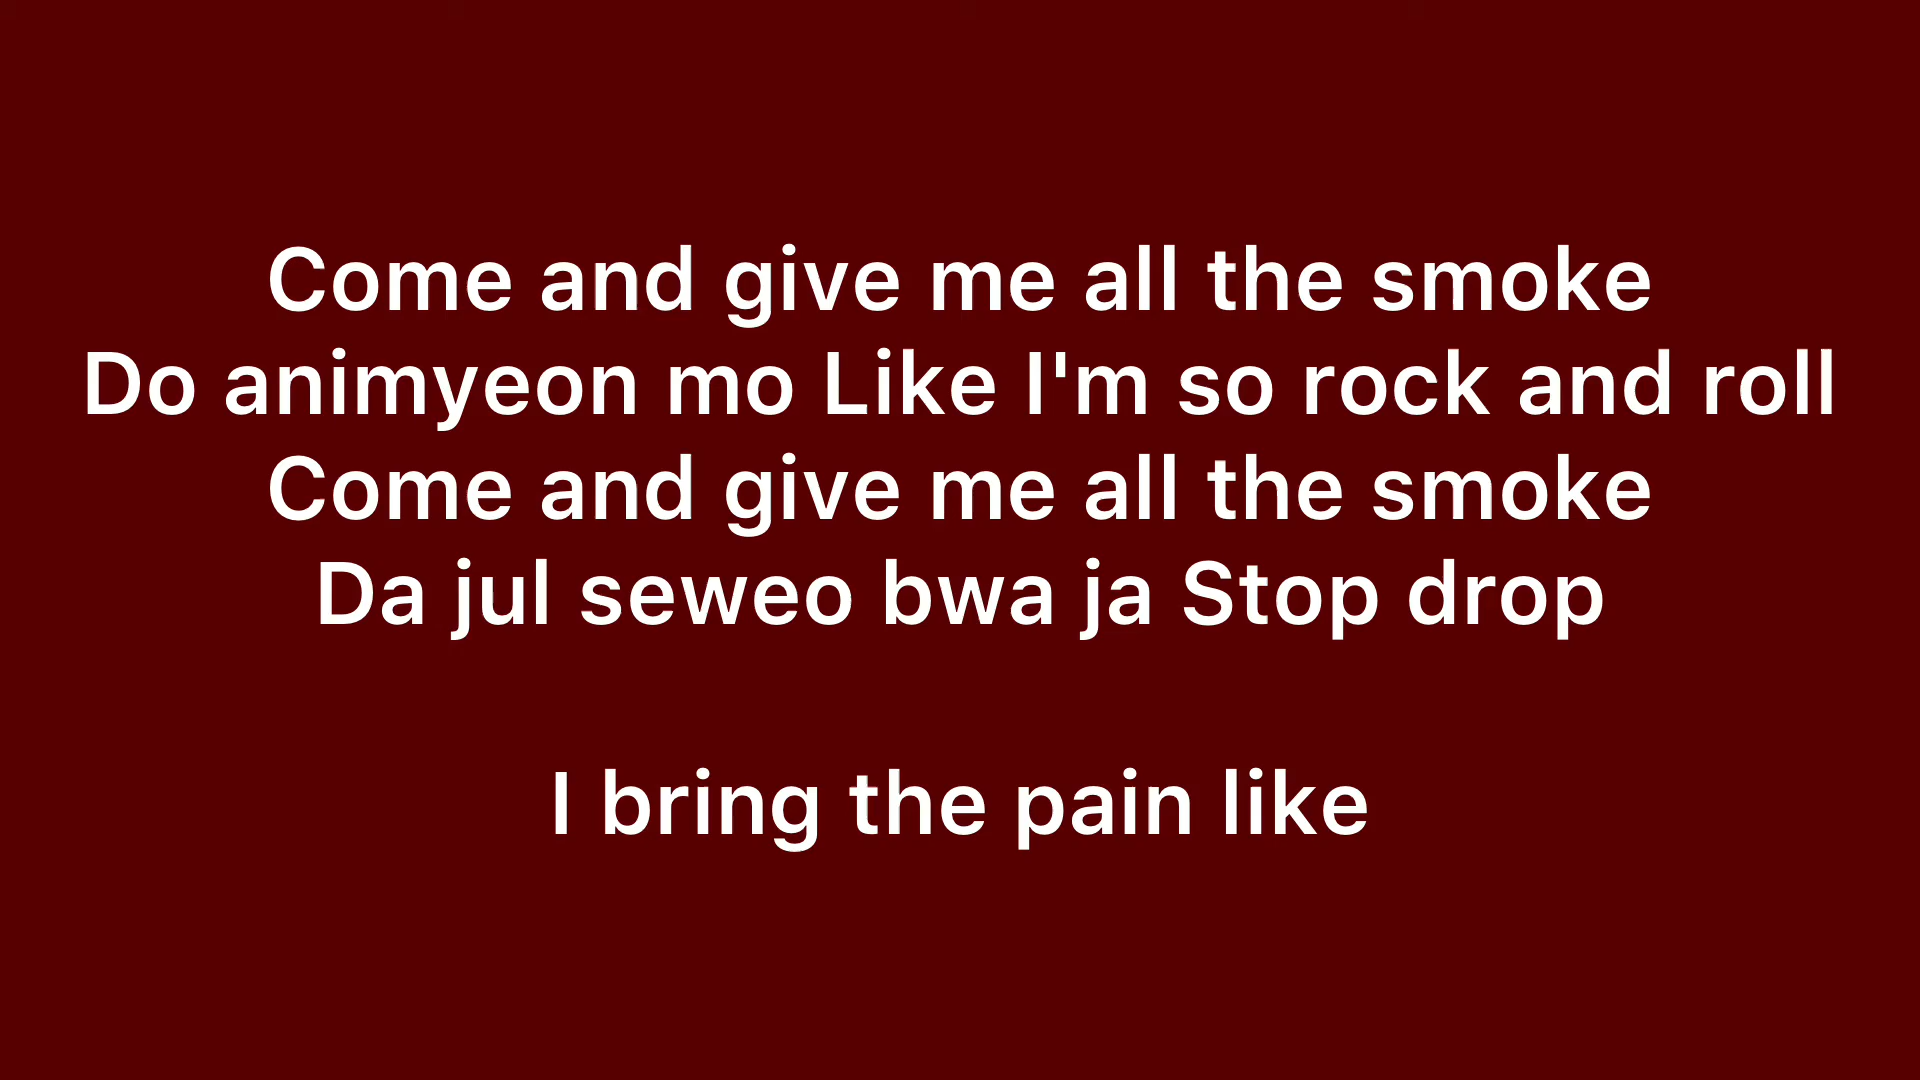 Come and give me all the smoke
Do animyeon mo Like I'm so rock and roll
Come and give me all the smoke
Da jul seweo bwa ja Stop drop
I bring the pain like